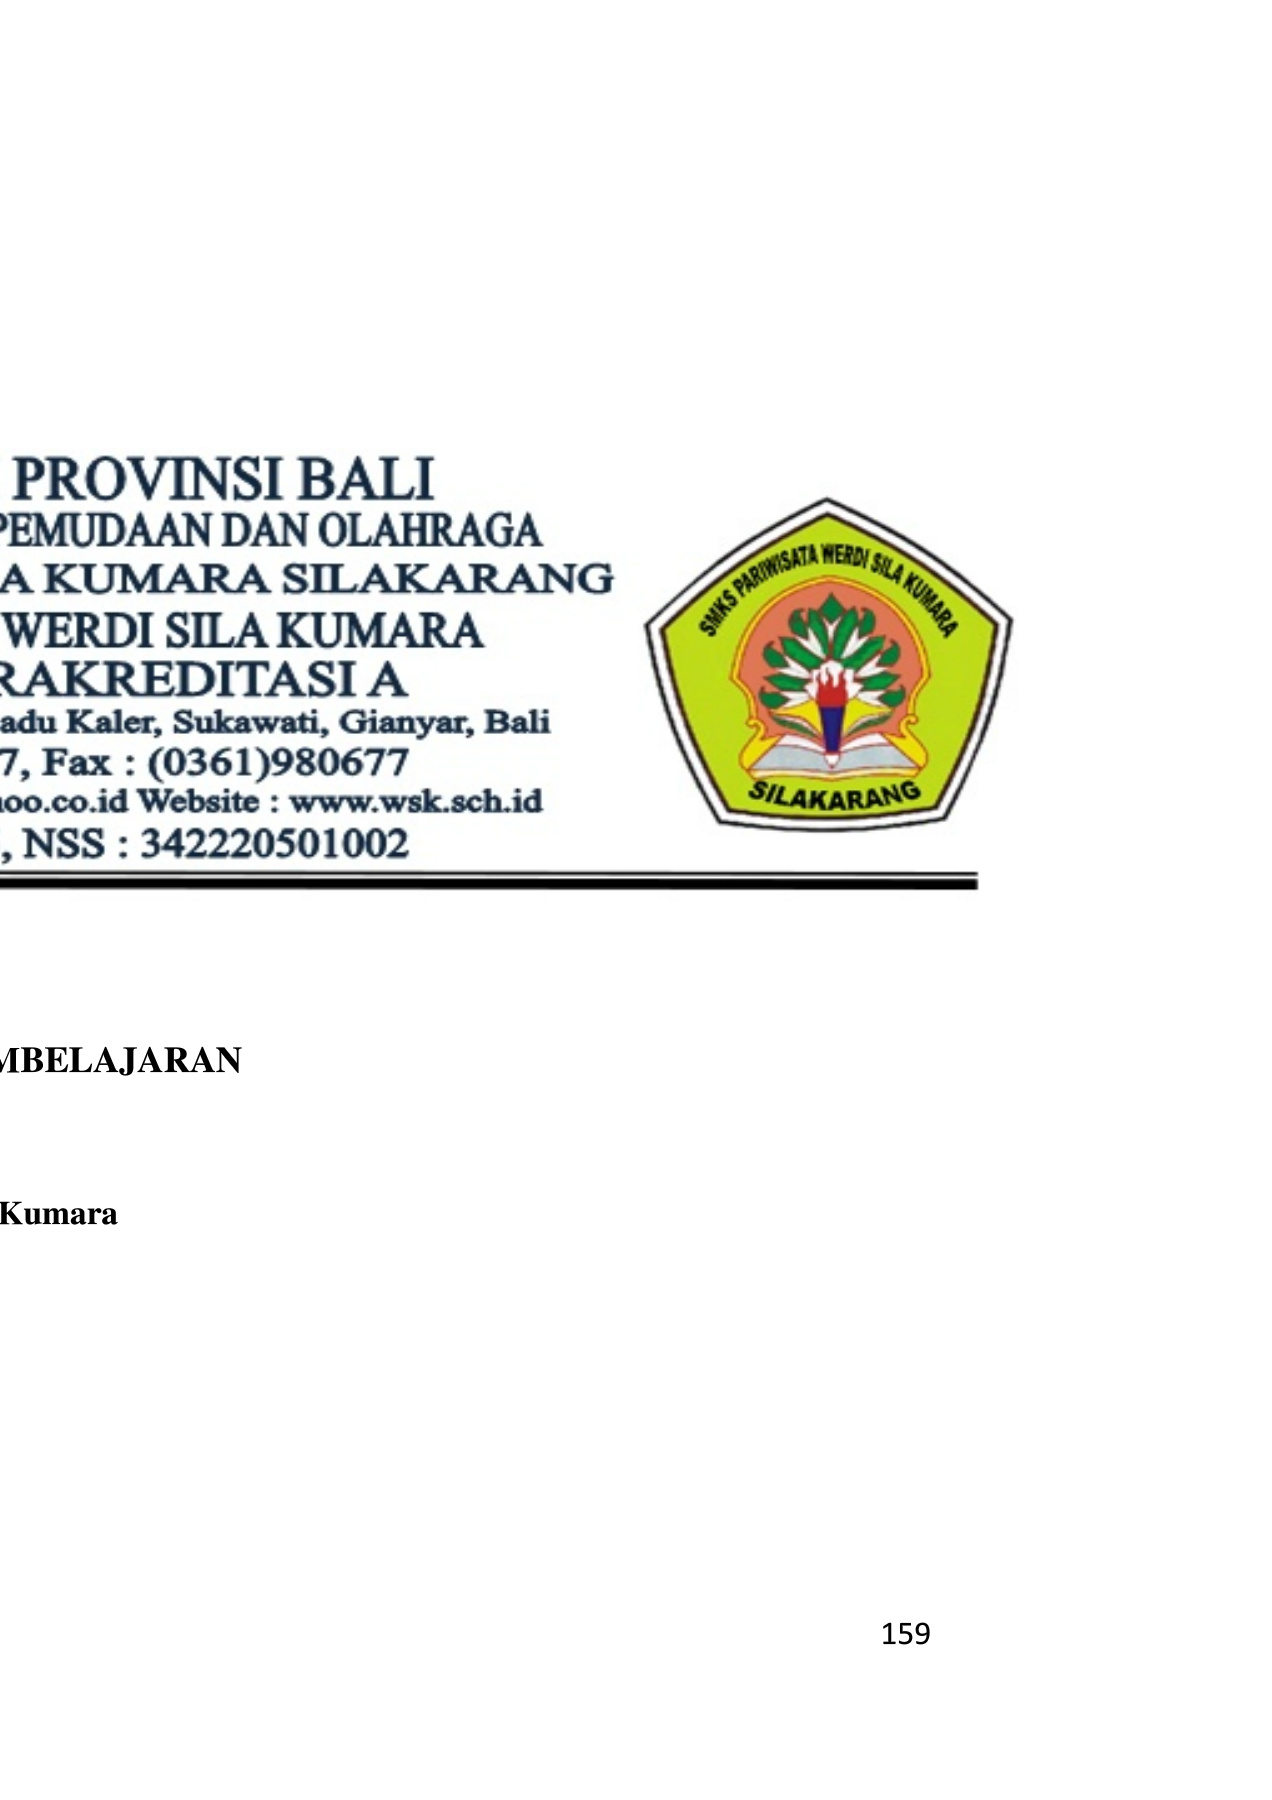 PROVINSI BALI
PEMUDAAN DAN OLAHRAGA
A KUMARA SILAKARANG
WERDI SILA KUMARA
RAKREDITASI A
adu Kaler, Sukawati, Gianyar, Bali
7, Fax : (0361)980677
hoo.co.id Website : www.wsk.sch.id
, NSS : 342220501002
SMKS PARIWISATA WERDI SILA KUMARA
SILAKARANG
MBELAJARAN
Kumara
159